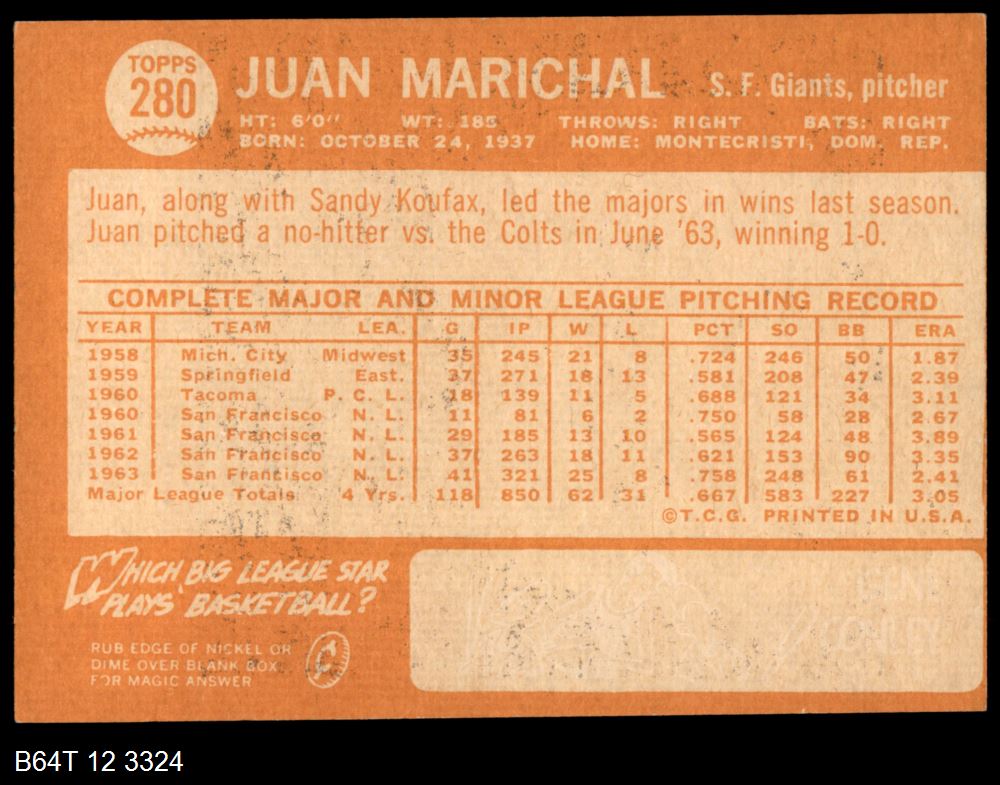 TOPPS
280
JUAN MARICHAL S. F. Giants, pitcher
HT: 6'0" WT: 185 THROWS: RIGHT BATS: RIGHT
BORN: OCTOBER 24, 1937 HOME: MONTECRISTI, DOM. REP.
Juan, along with Sandy Koufax, led the majors in wins last season.
Juan pitched a no-hitter vs. the Colts in June '63, winning 1-0.
COMPLETE MAJOR AND MINOR LEAGUE PITCHING RECORD
YEAR TEAM LEA. G IP W L PCT SO BB ERA
1958 Mich. City Midwest 35 245 21 8 .724 246 50 1.87
1959 Springfield East. 37 271 18 13 .581 208 47 2.39
1960 Tacoma P. C. L. 18 139 11 5 .688 121 34 3.11
1960 San Francisco N. L. 11 81 6 2 .750 58 28 2.67
1961 San Francisco N. L. 29 185 13 10 .565 124 48 3.89
1962 San Francisco N. L. 37 263 18 11 .621 153 90 3.35
1963 San Francisco N. L. 41 321 25 8 .758 248 61 2.41
Major League Totals 4 Yrs. 118 850 62 31 .667 583 227 3.05
©T.C.G. PRINTED IN U.S.A.
WHICH BIG LEAGUE STAR
PLAYS BASKETBALL?
RUB EDGE OF NICKEL OR
DIME OVER BLANK BOX
FOR MAGIC ANSWER
GENE
CONLEY
B64T 12 3324